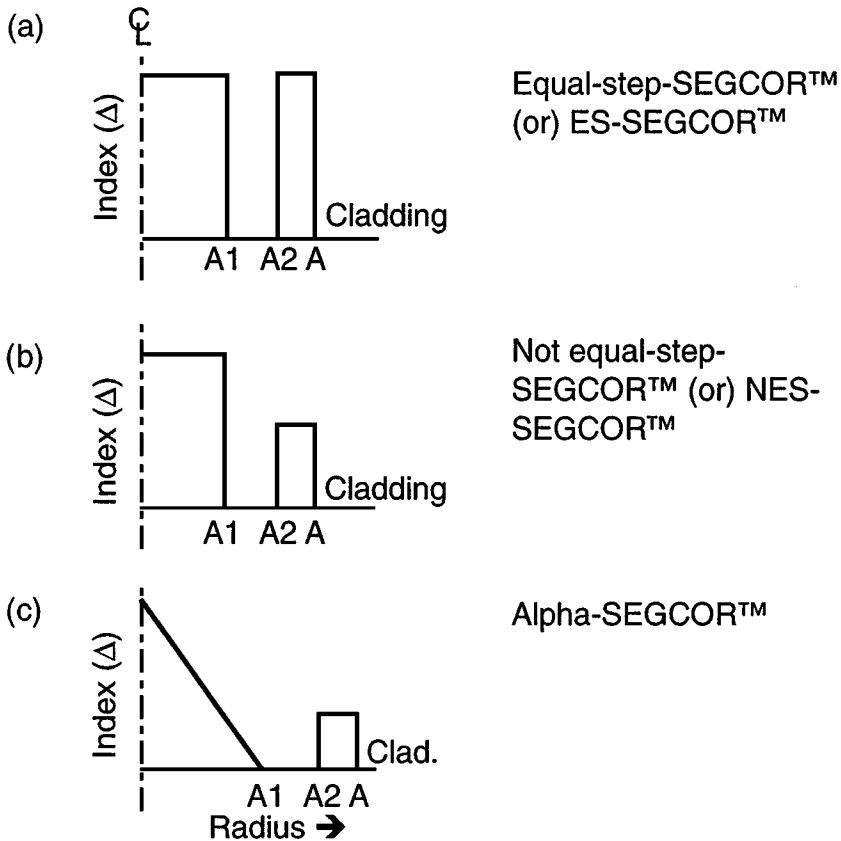 (a)
℄
Index (Δ)
A1 A2 A
Cladding
Equal-step-SEGCOR™
(or) ES-SEGCOR™
(b)
Index (Δ)
A1 A2 A
Cladding
Not equal-step-
SEGCOR™ (or) NES-
SEGCOR™
(c)
Index (Δ)
A1 A2 A
Clad.
Radius →
Alpha-SEGCOR™